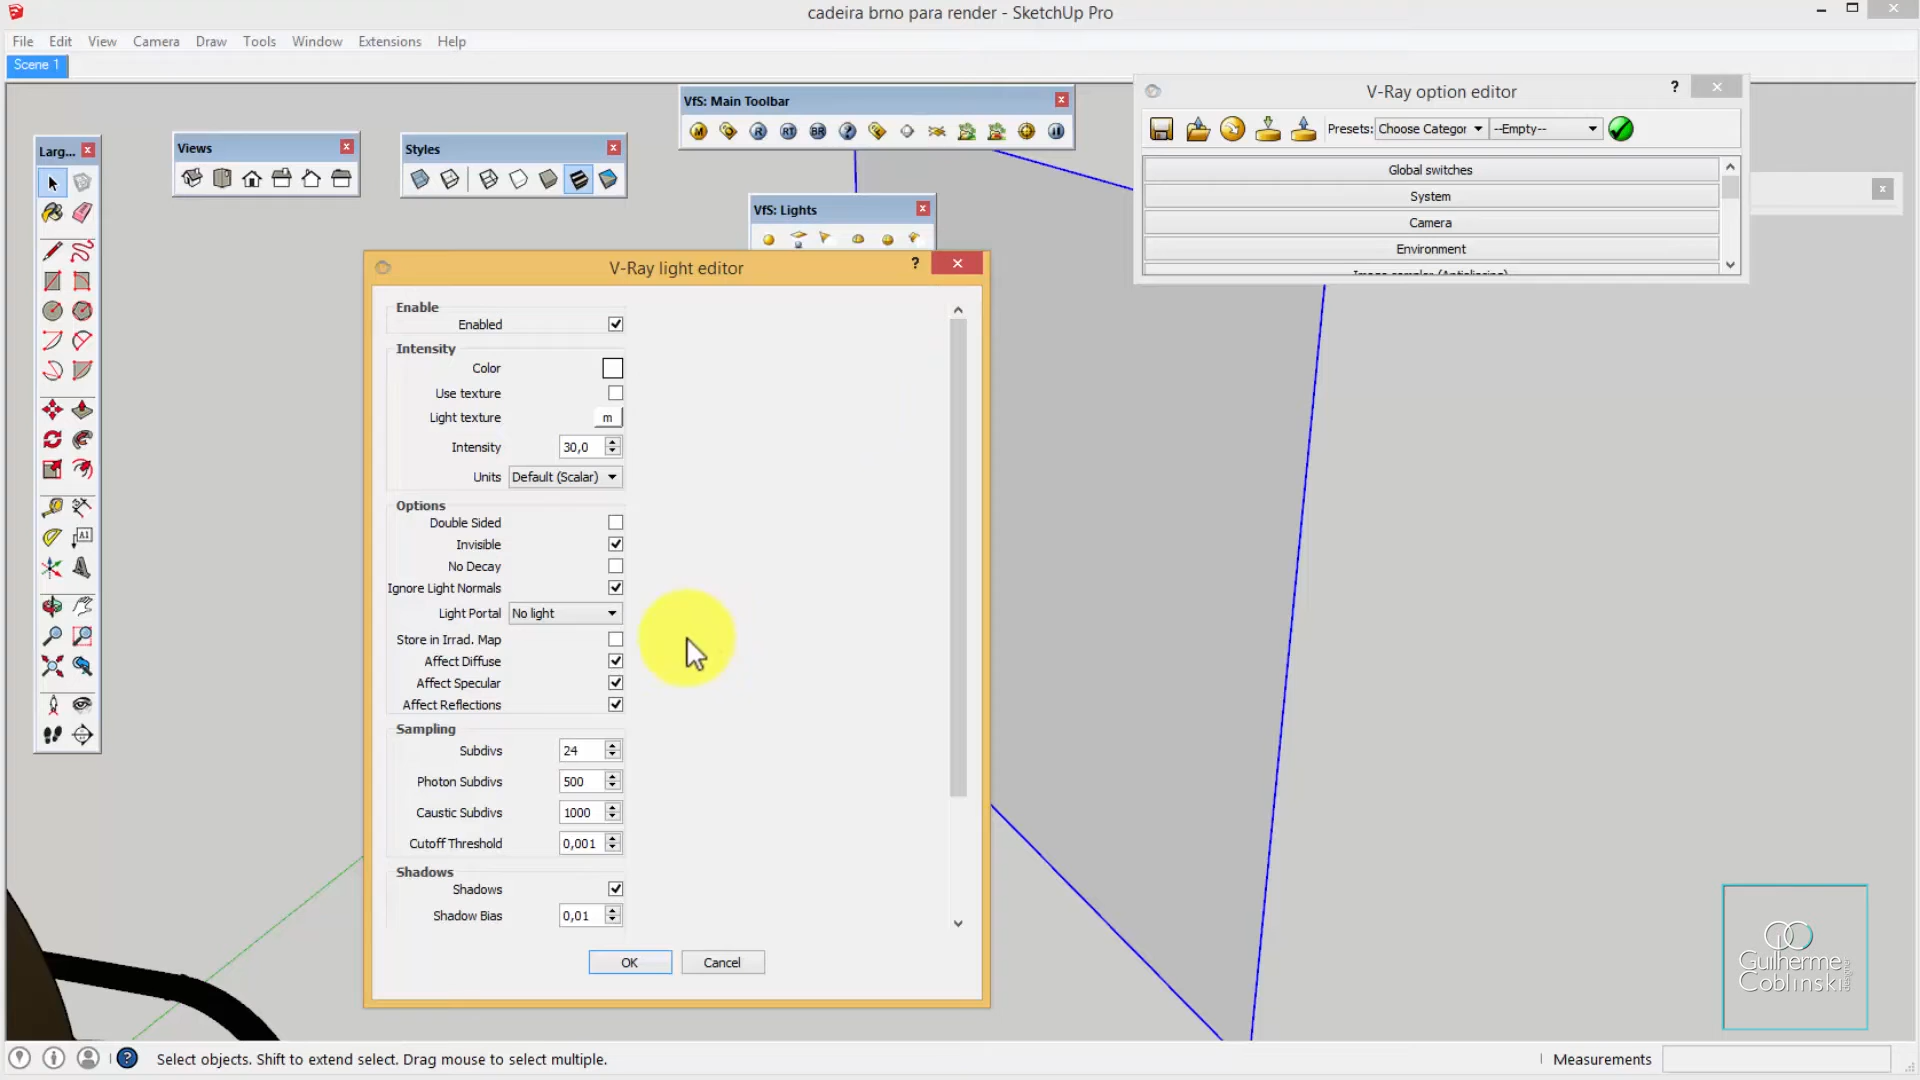 cadeira brno para render - SketchUp Pro
File Edit View Camera Draw Tools Window Extensions Help
Scene 1
VfS: Main Toolbar
V-Ray option editor
?
Presets: Choose Categor --Empty--
Global switches
System
Camera
Environment
Image sampler (Antialiasing)
Larg...
Views
Styles
VfS: Lights
V-Ray light editor
?
Enable
Enabled
Intensity
Color
Use texture
Light texture m
Intensity 30,0
Units Default (Scalar)
Options
Double Sided
Invisible
No Decay
Ignore Light Normals
Light Portal No light
Store in Irrad. Map
Affect Diffuse
Affect Specular
Affect Reflections
Sampling
Subdivs 24
Photon Subdivs 500
Caustic Subdivs 1000
Cutoff Threshold 0,001
Shadows
Shadows
Shadow Bias 0,01
OK Cancel
Guilherme
Coblinski
designer
Select objects. Shift to extend select. Drag mouse to select multiple.
Measurements